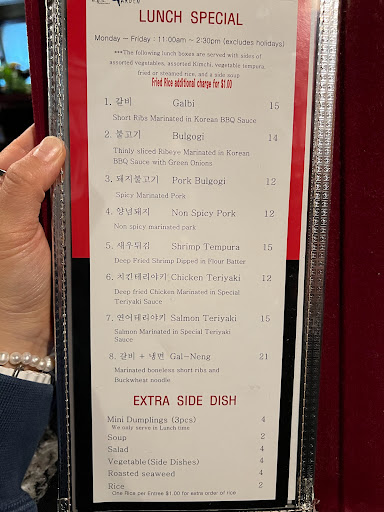 GARDEN
LUNCH SPECIAL
Monday - Friday : 11:00am ~ 2:30pm (excludes holidays)
***The following lunch boxes are served with sides of
assorted vegetables, assorted Kimchi, vegetable tempura,
fried or steamed rice, and a side soup
Fried Rice additional charge for $1.00
1. 갈비 Galbi 15
Short Ribs Marinated in Korean BBQ Sauce
2. 불고기 Bulgogi 14
Thinly sliced Ribeye Marinated in Korean
BBQ Sauce with Green Onions
3. 돼지불고기 Pork Bulgogi 12
Spicy Marinated Pork
4. 양념돼지 Non Spicy Pork 12
Non spicy marinated pork
5. 새우튀김 Shrimp Tempura 15
Deep Fried Shrimp Dipped in Flour Batter
6. 치킨테리야키 Chicken Teriyaki 12
Deep fried Chicken Marinated in Special
Teriyaki Sauce
7. 연어테리야키 Salmon Teriyaki 15
Salmon Marinated in Special Teriyaki
Sauce
8. 갈비 + 냉면 Gal-Neng 21
Marinated boneless short ribs and
Buckwheat noodle
EXTRA SIDE DISH
Mini Dumplings (3pcs) 4
We only serve in Lunch time
Soup 2
Salad 4
Vegetable(Side Dishes) 4
Roasted seaweed 4
Rice 2
One Rice per Entree $1.00 for extra order of rice